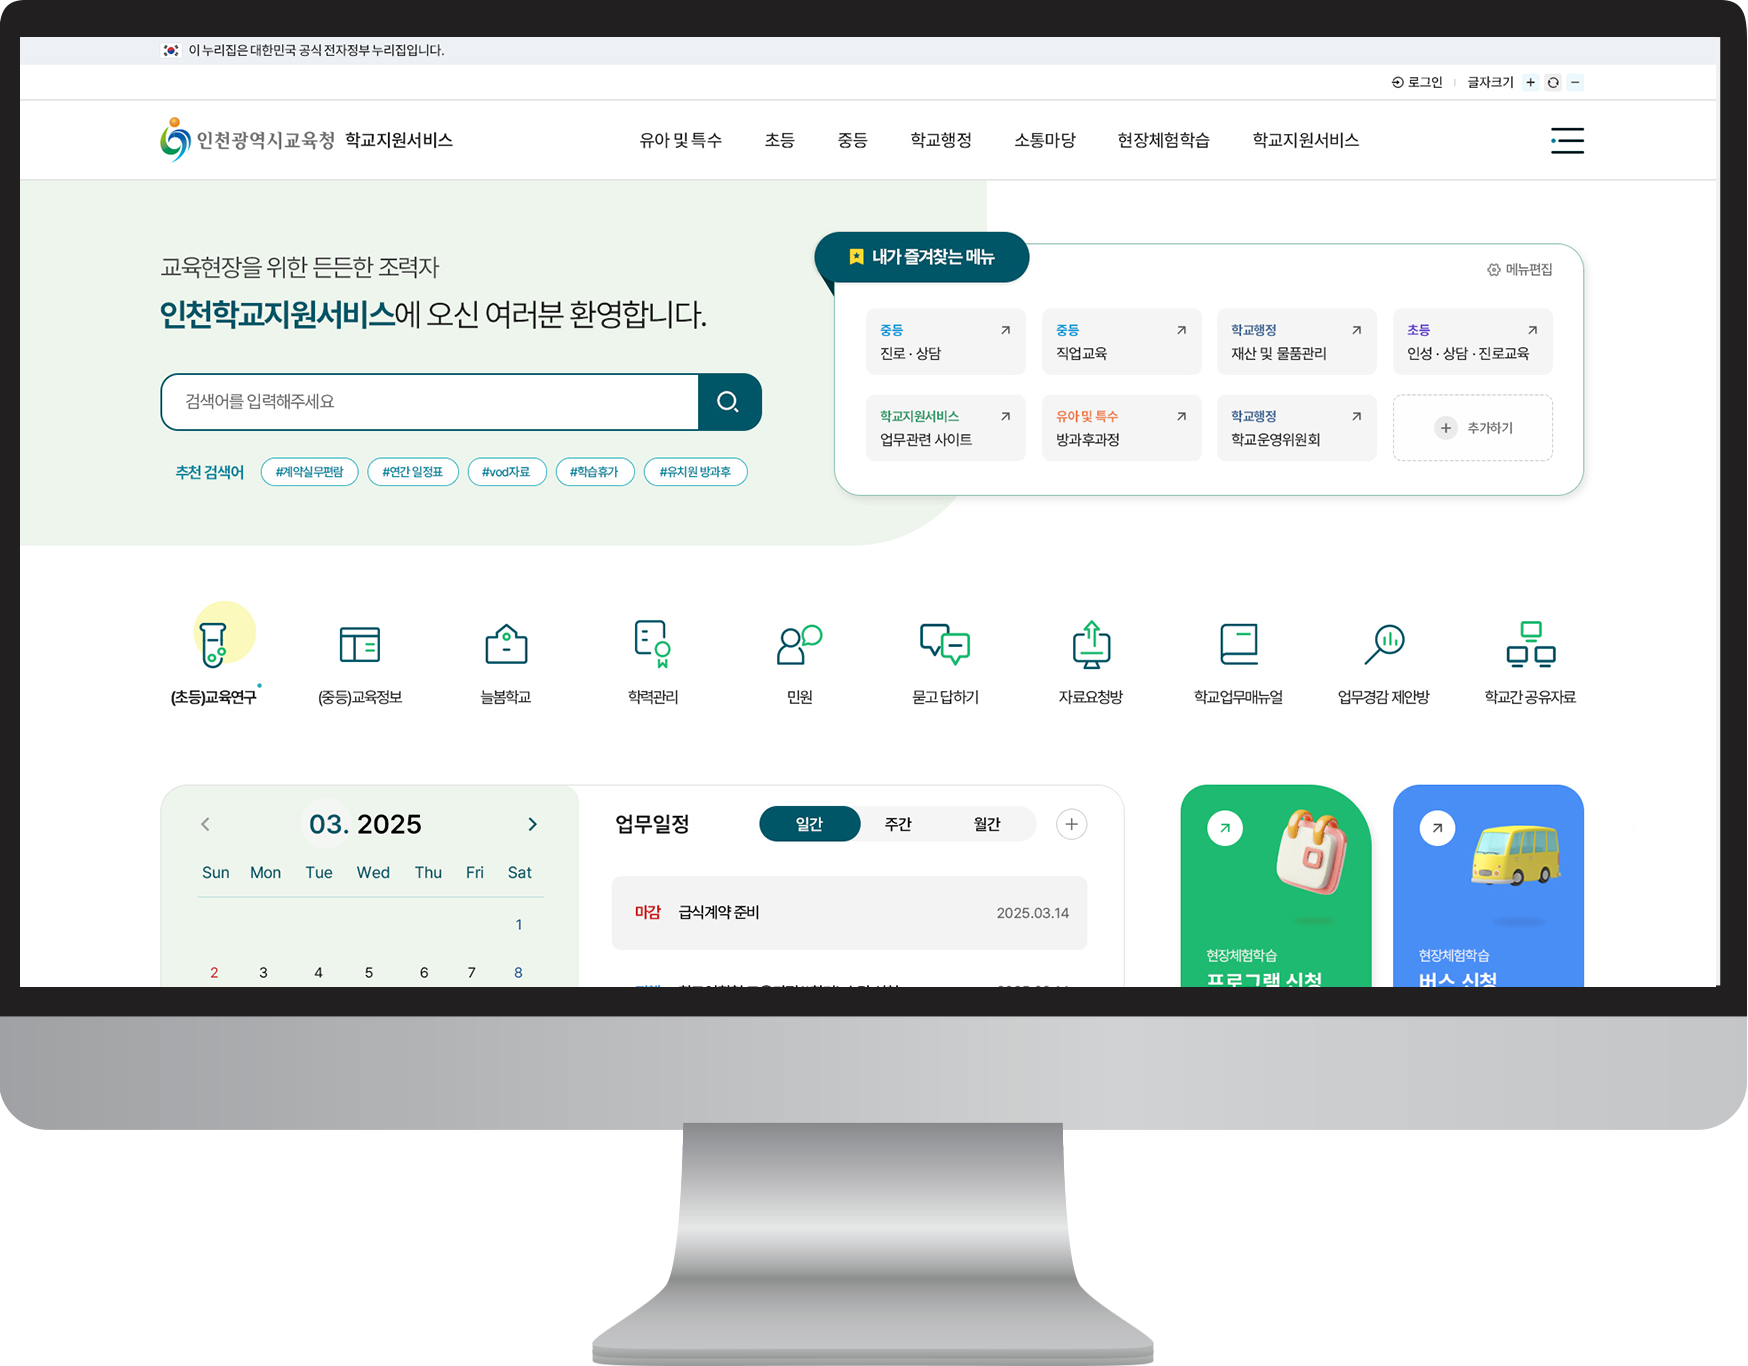 이 누리집은 대한민국 공식 전자정부 누리집입니다.
로그인 글자크기 + −
인천광역시교육청 학교지원서비스
유아 및 특수 초등 중등 학교행정 소통마당 현장체험학습 학교지원서비스
교육현장을 위한 든든한 조력자
인천학교지원서비스에 오신 여러분 환영합니다.
검색어를 입력해주세요
추천 검색어 #계약실무편람 #연간 일정표 #vod자료 #학습휴가 #유치원 방과후
내가 즐겨찾는 메뉴
메뉴편집
중등
진로 · 상담
중등
직업교육
학교행정
재산 및 물품관리
초등
인성 · 상담 · 진로교육
학교지원서비스
업무관련 사이트
유아 및 특수
방과후과정
학교행정
학교운영위원회
추가하기
(초등)교육연구 (중등)교육정보 늘봄학교 학력관리 민원 묻고 답하기 자료요청방 학교업무매뉴얼 업무경감 제안방 학교간 공유자료
03. 2025
Sun Mon Tue Wed Thu Fri Sat
1
2 3 4 5 6 7 8
업무일정
일간 주간 월간
마감 급식계약 준비 2025.03.14
현장체험학습
프로그램 신청
현장체험학습
버스 신청